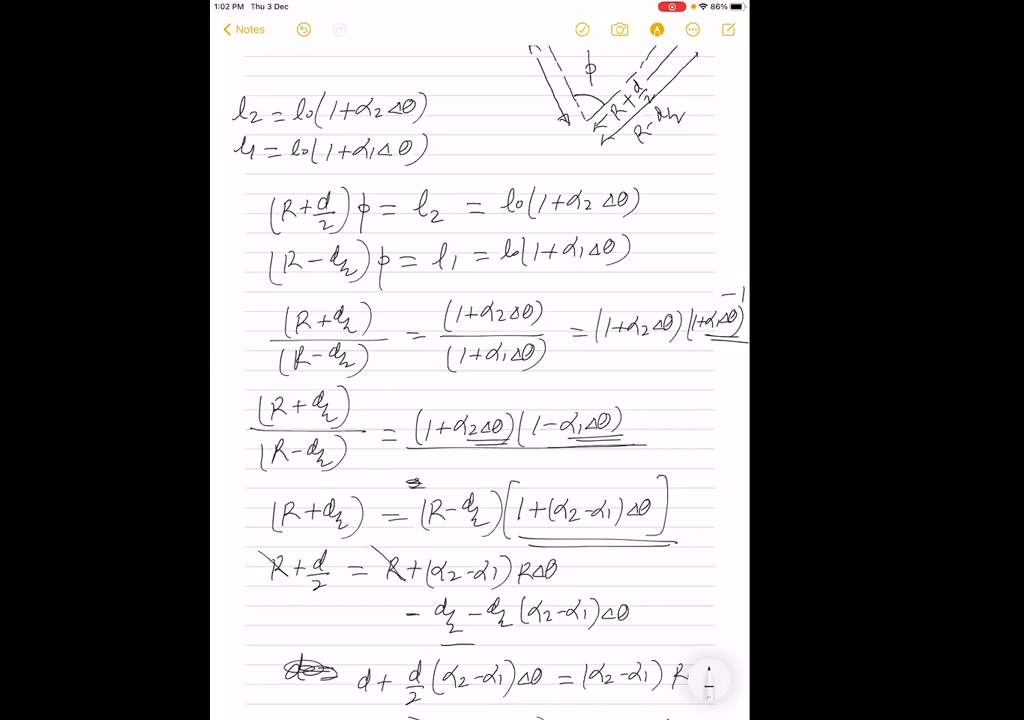 1:02 PM Thu 3 Dec 86%
Notes
ϕ
R + d/2
R - d/2
l2 = l0(1+α2Δθ)
l1 = l0(1+α1Δθ)
(R + d/2)ϕ = l2 = l0(1+α2Δθ)
(R - d/2)ϕ = l1 = l0(1+α1Δθ)
(R + d/2)/(R - d/2) = (1+α2Δθ)/(1+α1Δθ) = (1+α2Δθ)(1+α1Δθ)^-1
(R + d/2)/(R - d/2) = (1+α2Δθ)(1-α1Δθ)
(R + d/2) = (R - d/2)[1+(α2-α1)Δθ]
R + d/2 = R + (α2-α1)RΔθ
- d/2 - d/2(α2-α1)Δθ
d + d/2(α2-α1)Δθ = (α2-α1)R